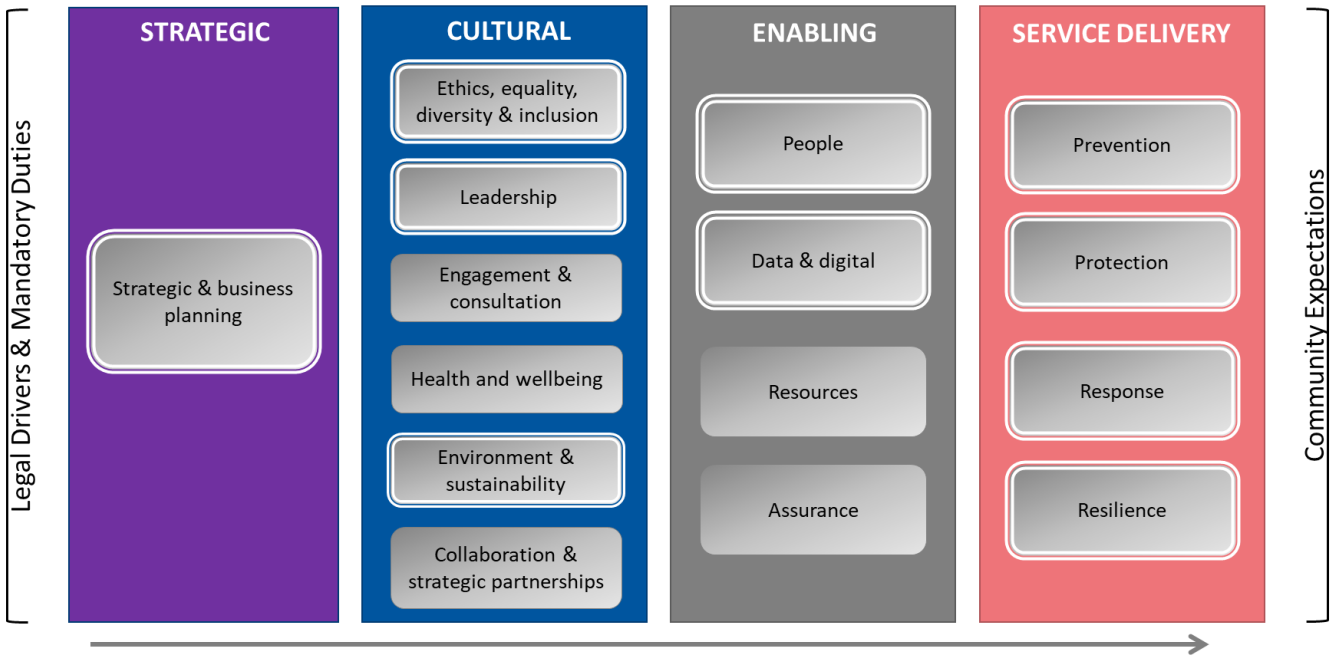 Legal Drivers & Mandatory Duties
STRATEGIC
Strategic & business
planning
CULTURAL
Ethics, equality,
diversity & inclusion
Leadership
Engagement &
consultation
Health and wellbeing
Environment &
sustainability
Collaboration &
strategic partnerships
ENABLING
People
Data & digital
Resources
Assurance
SERVICE DELIVERY
Prevention
Protection
Response
Resilience
Community Expectations